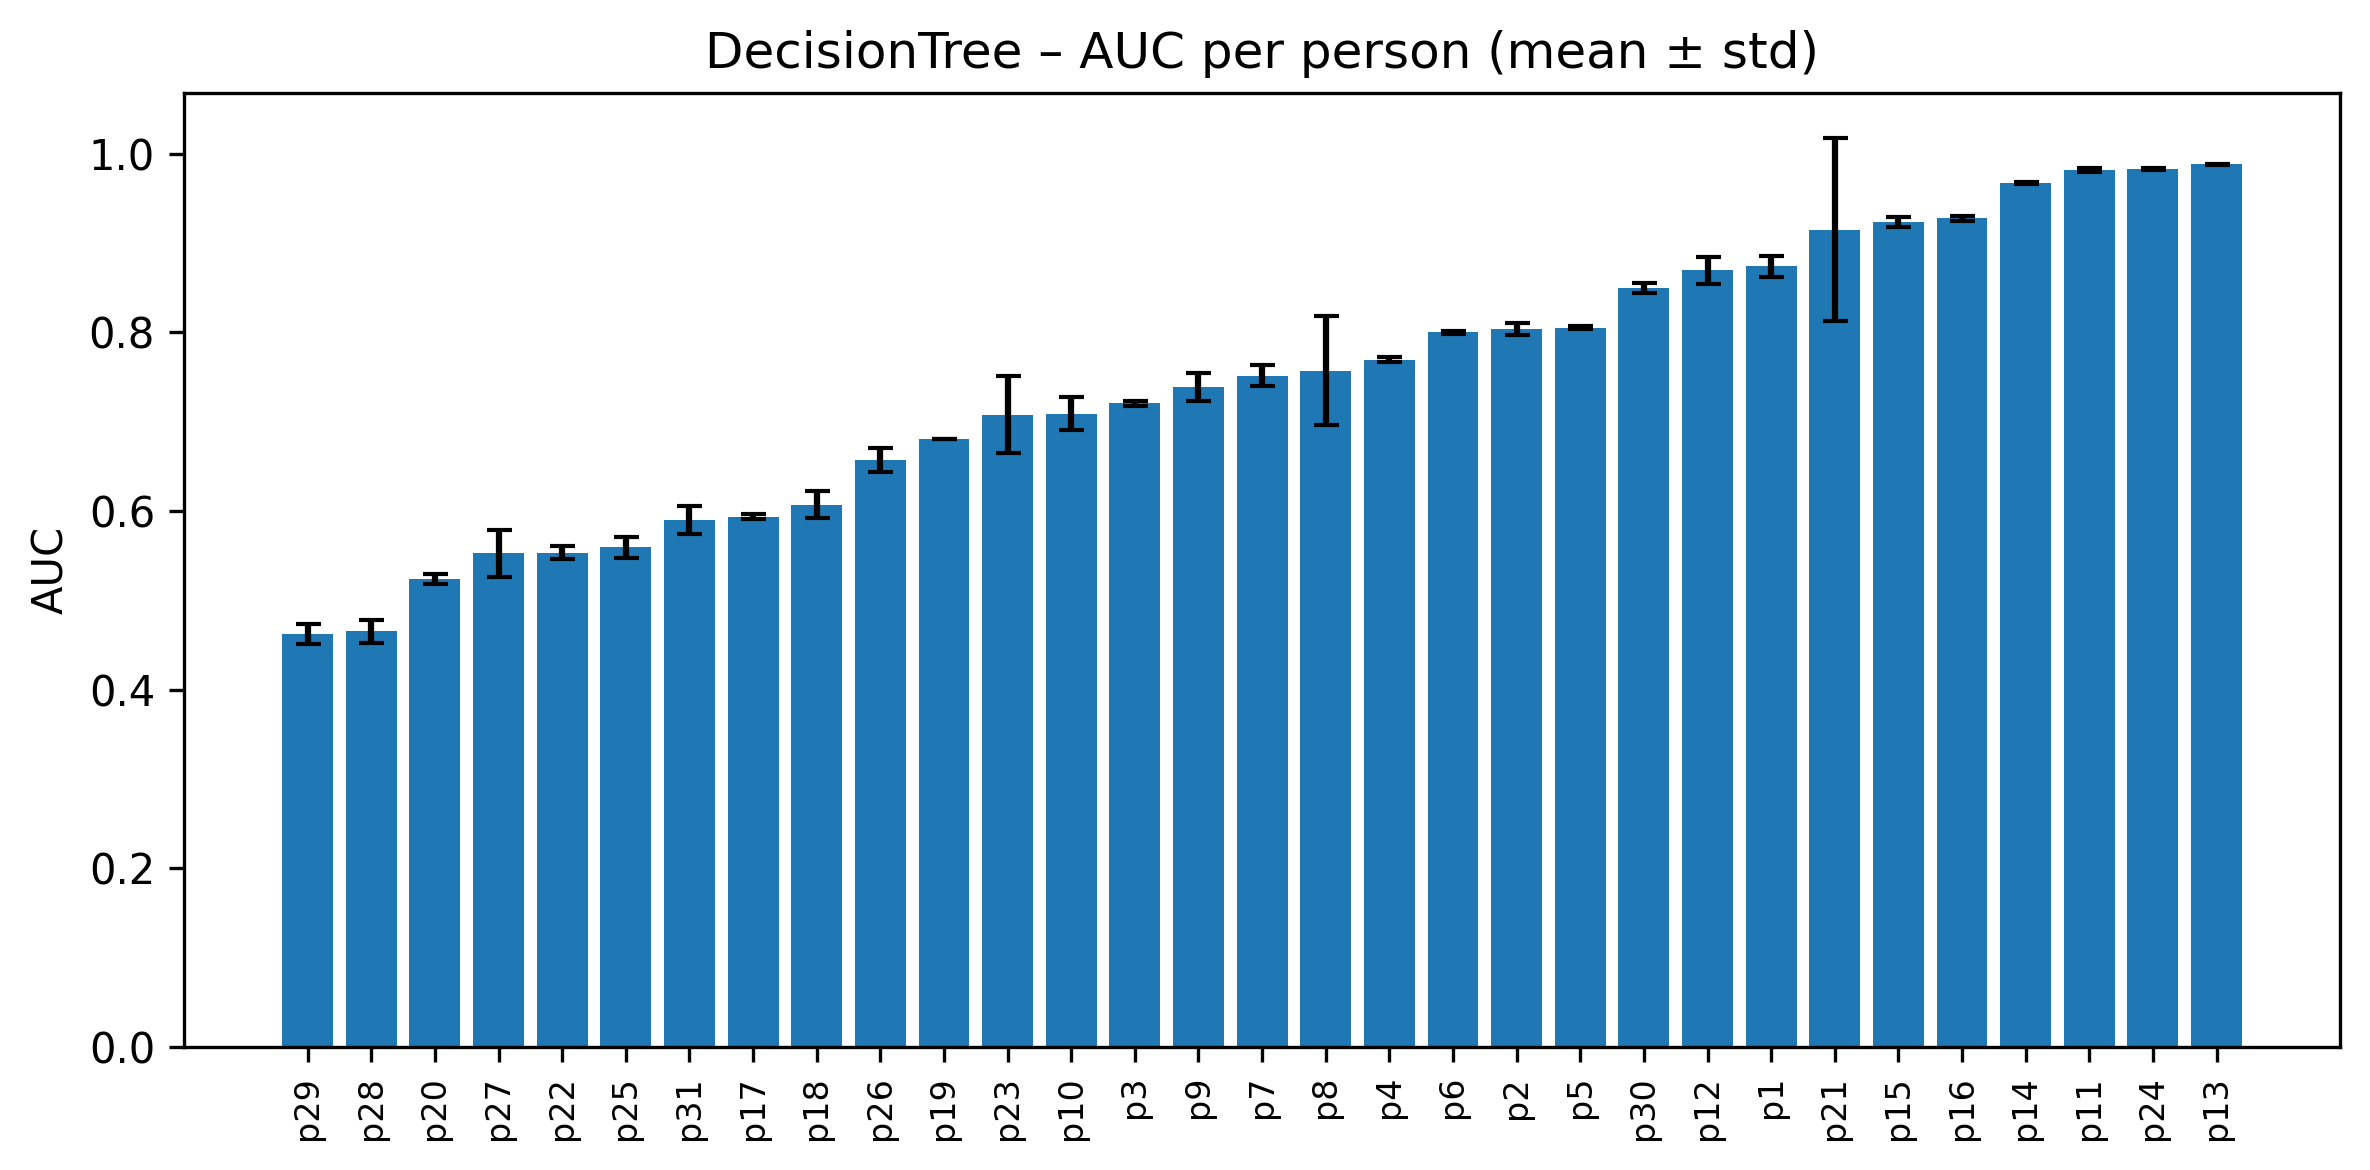 DecisionTree – AUC per person (mean ± std)
AUC
1.0
0.8
0.6
0.4
0.2
0.0
p29 p28 p20 p27 p22 p25 p31 p17 p18 p26 p19 p23 p10 p3 p9 p7 p8 p4 p6 p2 p5 p30 p12 p1 p21 p15 p16 p14 p11 p24 p13